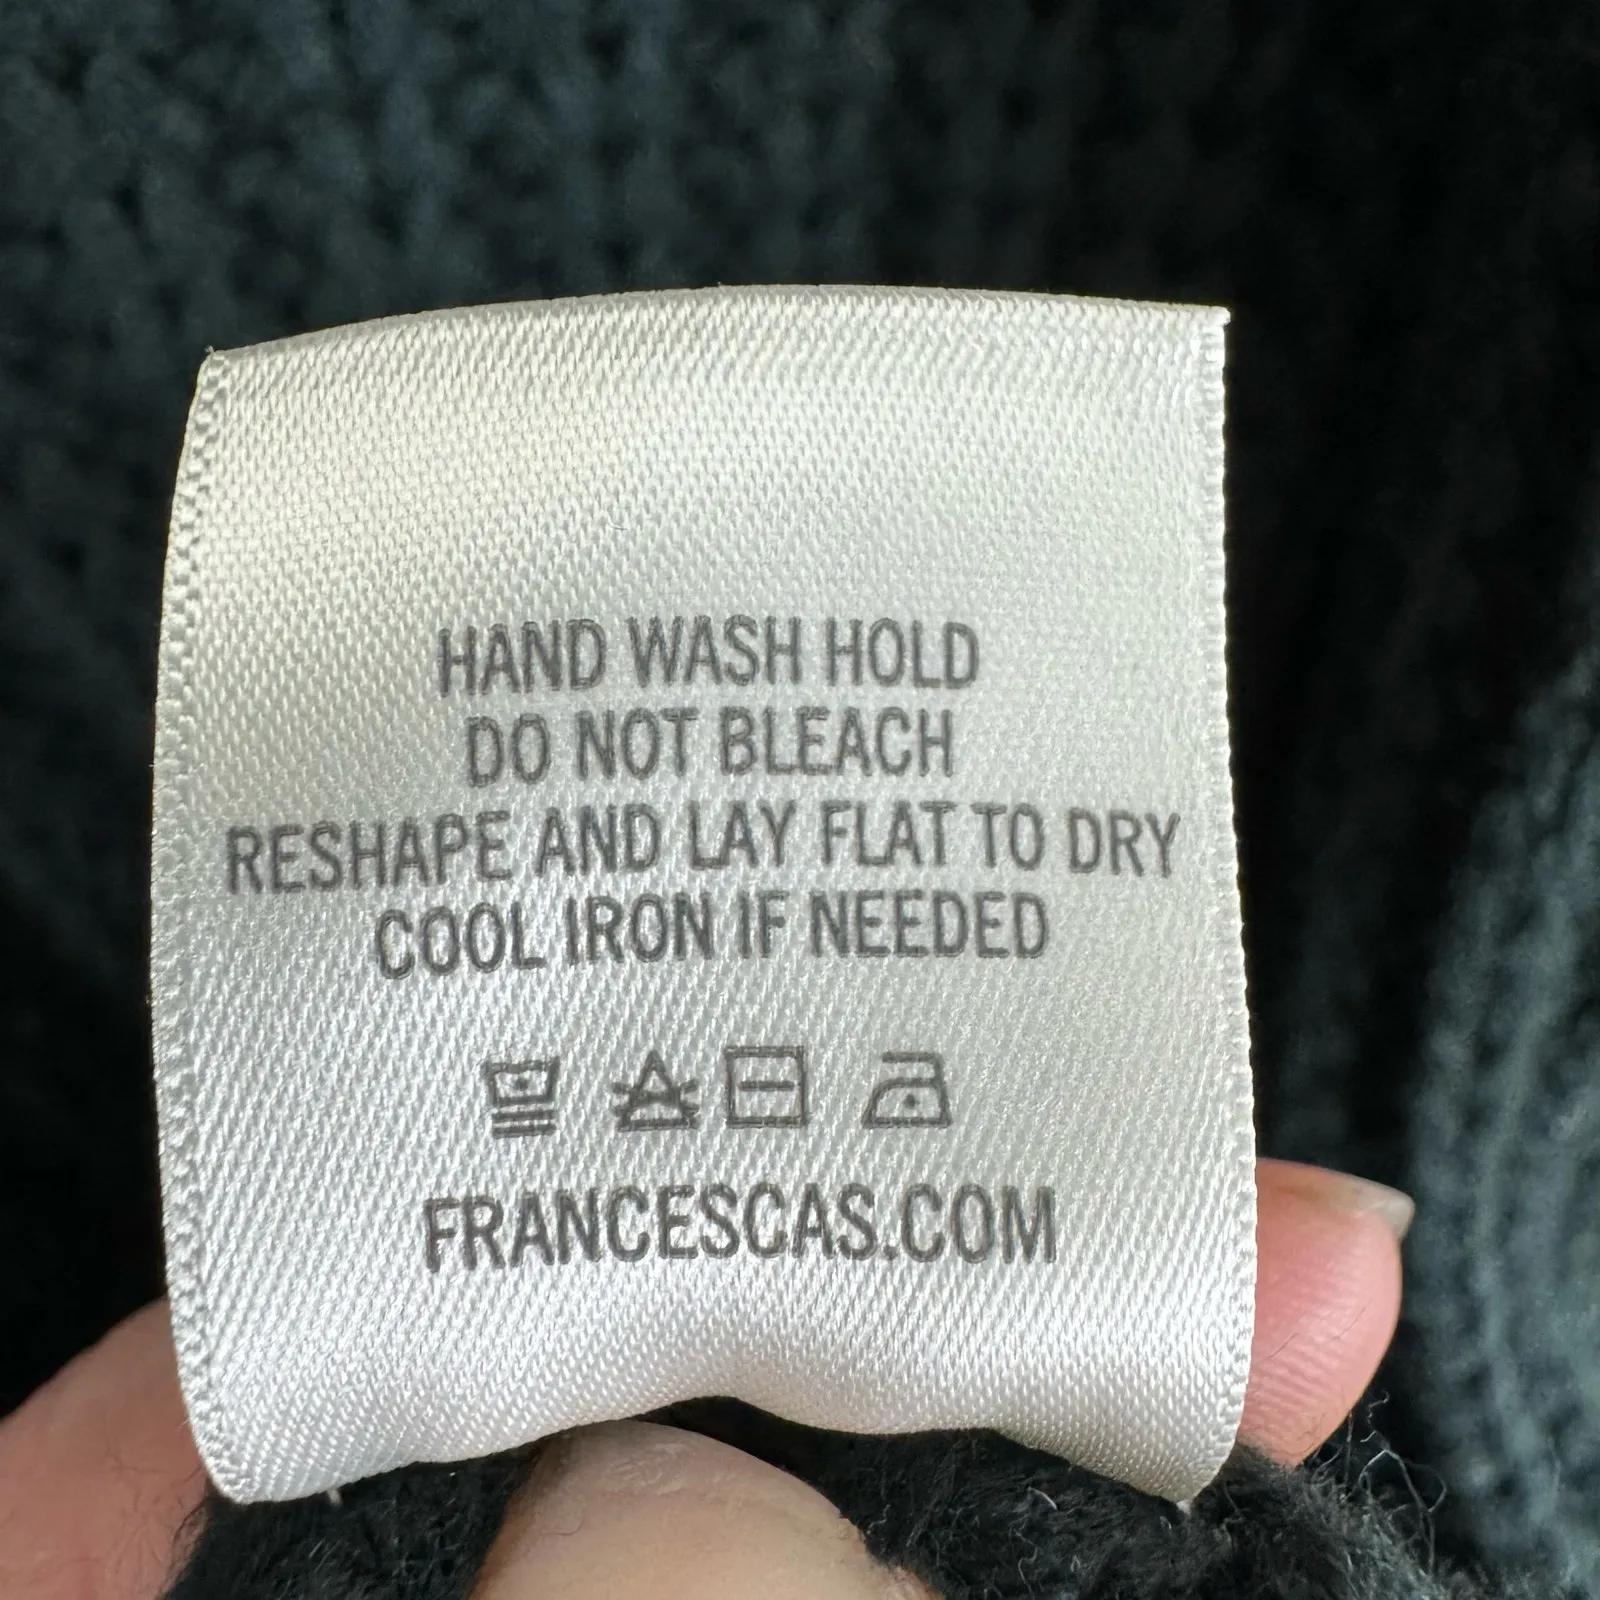 HAND WASH HOLD
DO NOT BLEACH
RESHAPE AND LAY FLAT TO DRY
COOL IRON IF NEEDED
FRANCESCAS.COM